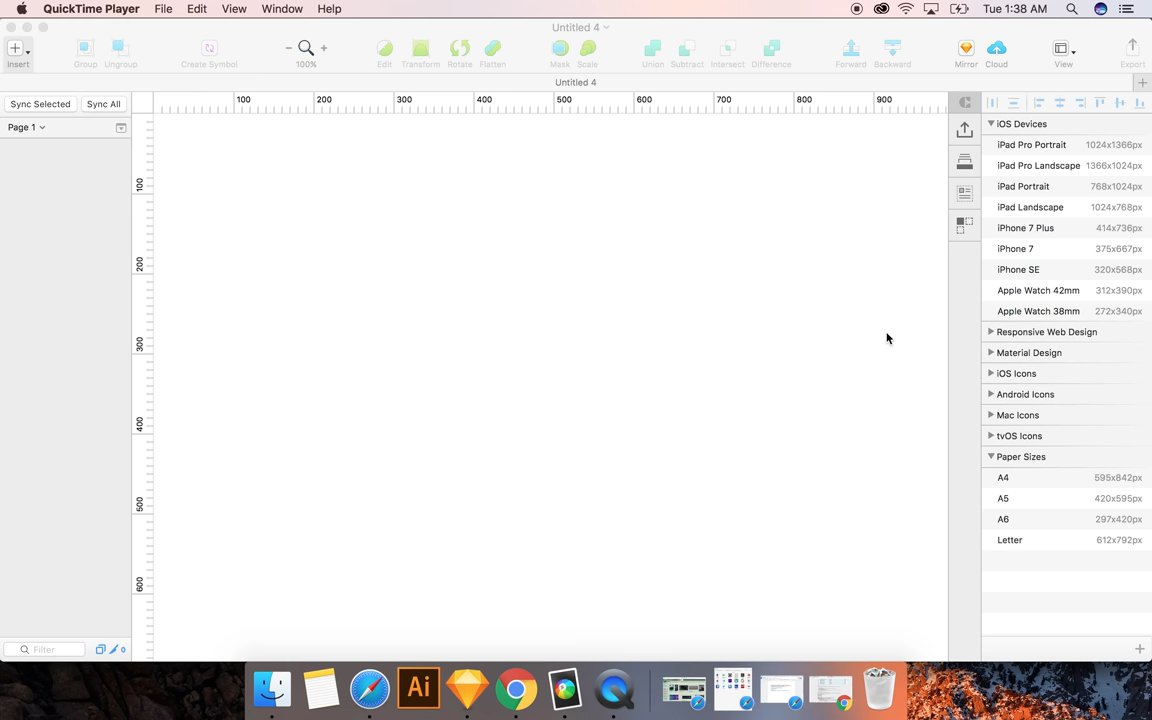 QuickTime Player File Edit View Window Help Tue 1:38 AM
Untitled 4
Insert Group Ungroup Create Symbol 100% Edit Transform Rotate Flatten Mask Scale Union Subtract Intersect Difference Forward Backward Mirror Cloud View Export
Untitled 4
Sync Selected Sync All
Page 1
100 200 300 400 500 600 700 800 900
100
200
300
400
500
600
iOS Devices
iPad Pro Portrait 1024x1366px
iPad Pro Landscape 1366x1024px
iPad Portrait 768x1024px
iPad Landscape 1024x768px
iPhone 7 Plus 414x736px
iPhone 7 375x667px
iPhone SE 320x568px
Apple Watch 42mm 312x390px
Apple Watch 38mm 272x340px
Responsive Web Design
Material Design
iOS Icons
Android Icons
Mac Icons
tvOS Icons
Paper Sizes
A4 595x842px
A5 420x595px
A6 297x420px
Letter 612x792px
Filter 0
Ai